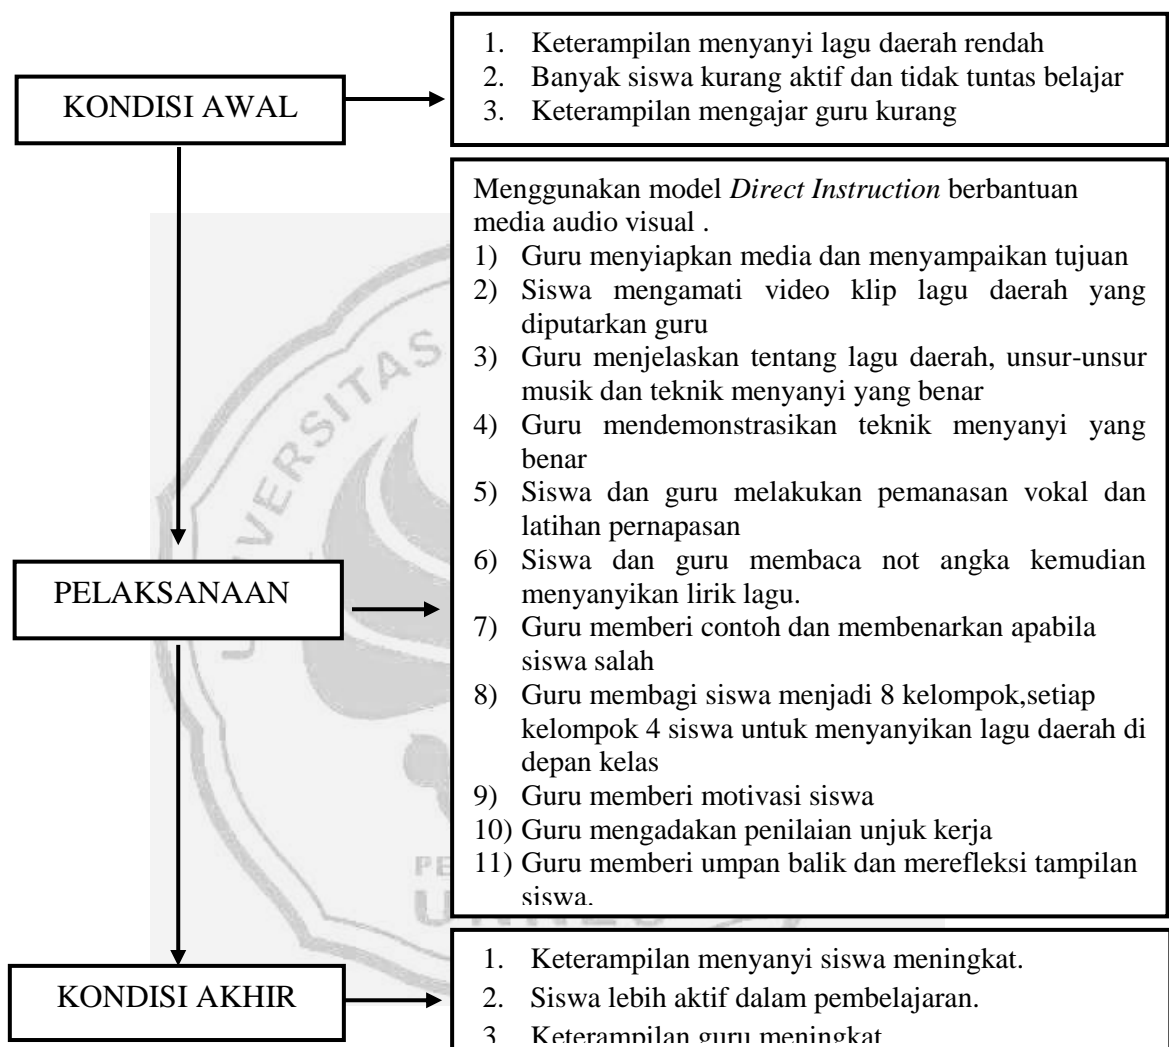 KONDISI AWAL
1. Keterampilan menyanyi lagu daerah rendah
2. Banyak siswa kurang aktif dan tidak tuntas belajar
3. Keterampilan mengajar guru kurang
PELAKSANAAN
Menggunakan model Direct Instruction berbantuan
media audio visual .
1) Guru menyiapkan media dan menyampaikan tujuan
2) Siswa mengamati video klip lagu daerah yang
diputarkan guru
3) Guru menjelaskan tentang lagu daerah, unsur-unsur
musik dan teknik menyanyi yang benar
4) Guru mendemonstrasikan teknik menyanyi yang
benar
5) Siswa dan guru melakukan pemanasan vokal dan
latihan pernapasan
6) Siswa dan guru membaca not angka kemudian
menyanyikan lirik lagu.
7) Guru memberi contoh dan membenarkan apabila
siswa salah
8) Guru membagi siswa menjadi 8 kelompok,setiap
kelompok 4 siswa untuk menyanyikan lagu daerah di
depan kelas
9) Guru memberi motivasi siswa
10) Guru mengadakan penilaian unjuk kerja
11) Guru memberi umpan balik dan merefleksi tampilan
siswa.
KONDISI AKHIR
1. Keterampilan menyanyi siswa meningkat.
2. Siswa lebih aktif dalam pembelajaran.
3. Keterampilan guru meningkat